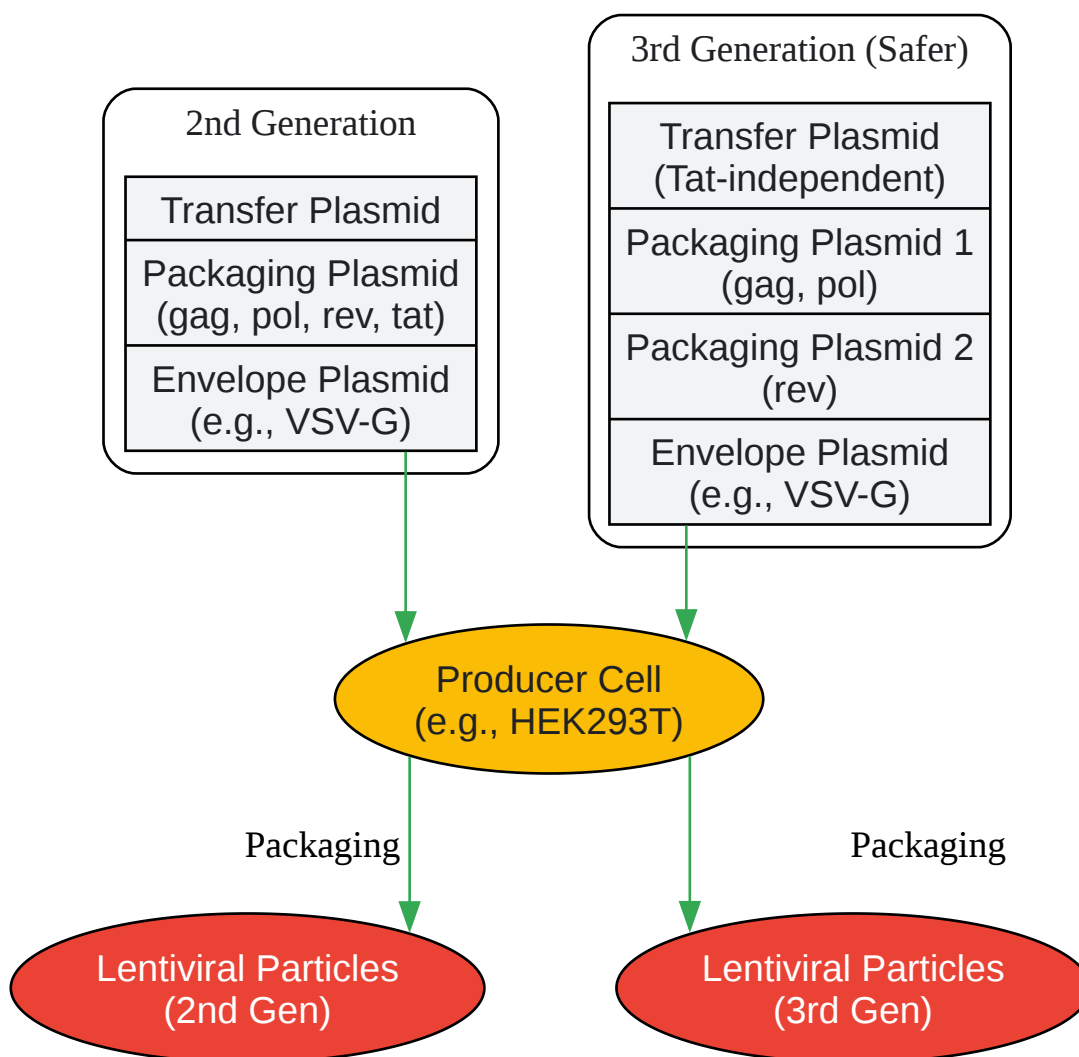 2nd Generation
Transfer Plasmid
Packaging Plasmid
(gag, pol, rev, tat)
Envelope Plasmid
(e.g., VSV-G)
3rd Generation (Safer)
Transfer Plasmid
(Tat-independent)
Packaging Plasmid 1
(gag, pol)
Packaging Plasmid 2
(rev)
Envelope Plasmid
(e.g., VSV-G)
Producer Cell
(e.g., HEK293T)
Packaging
Packaging
Lentiviral Particles
(2nd Gen)
Lentiviral Particles
(3rd Gen)